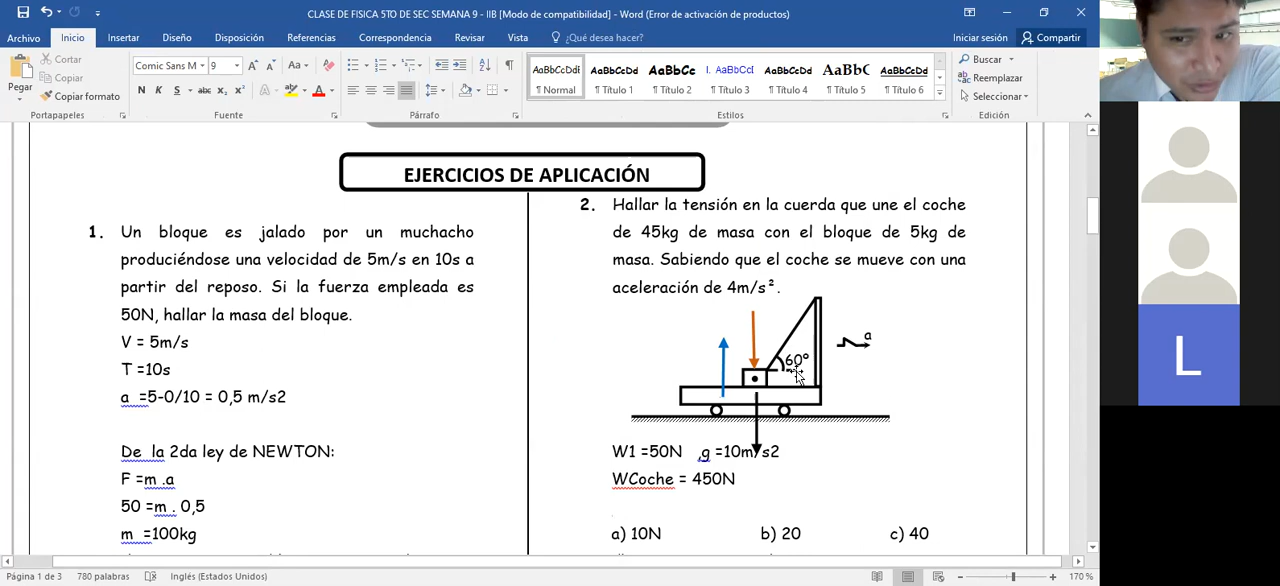 CLASE DE FISICA 5TO DE SEC SEMANA 9 - IIB [Modo de compatibilidad] - Word (Error de activación de productos)
Archivo Inicio Insertar Diseño Disposición Referencias Correspondencia Revisar Vista ¿Qué desea hacer? Iniciar sesión Compartir
Pegar
Cortar
Copiar
Copiar formato
Comic Sans M 9
Aa
N K S abc x₂ x²
AaBbCcDdE AaBbCcDd AaBbCc I. AaBbCcI AaBbCcDd AaBbC AaBbCcDd
¶ Normal ¶ Título 1 ¶ Título 2 ¶ Título 3 ¶ Título 4 ¶ Título 5 ¶ Título 6
Buscar
Reemplazar
Seleccionar
Portapapeles Fuente Párrafo Estilos Edición
EJERCICIOS DE APLICACIÓN
1. Un bloque es jalado por un muchacho
produciéndose una velocidad de 5m/s en 10s a
partir del reposo. Si la fuerza empleada es
50N, hallar la masa del bloque.
V = 5m/s
T =10s
a =5-0/10 = 0,5 m/s2
De la 2da ley de NEWTON:
F =m .a
50 =m . 0,5
m =100kg
2. Hallar la tensión en la cuerda que une el coche
de 45kg de masa con el bloque de 5kg de
masa. Sabiendo que el coche se mueve con una
aceleración de 4m/s².
60°
a
W1 =50N ,g =10m/s2
WCoche = 450N
a) 10N b) 20 c) 40
L
Página 1 de 3 780 palabras Inglés (Estados Unidos) 170 %